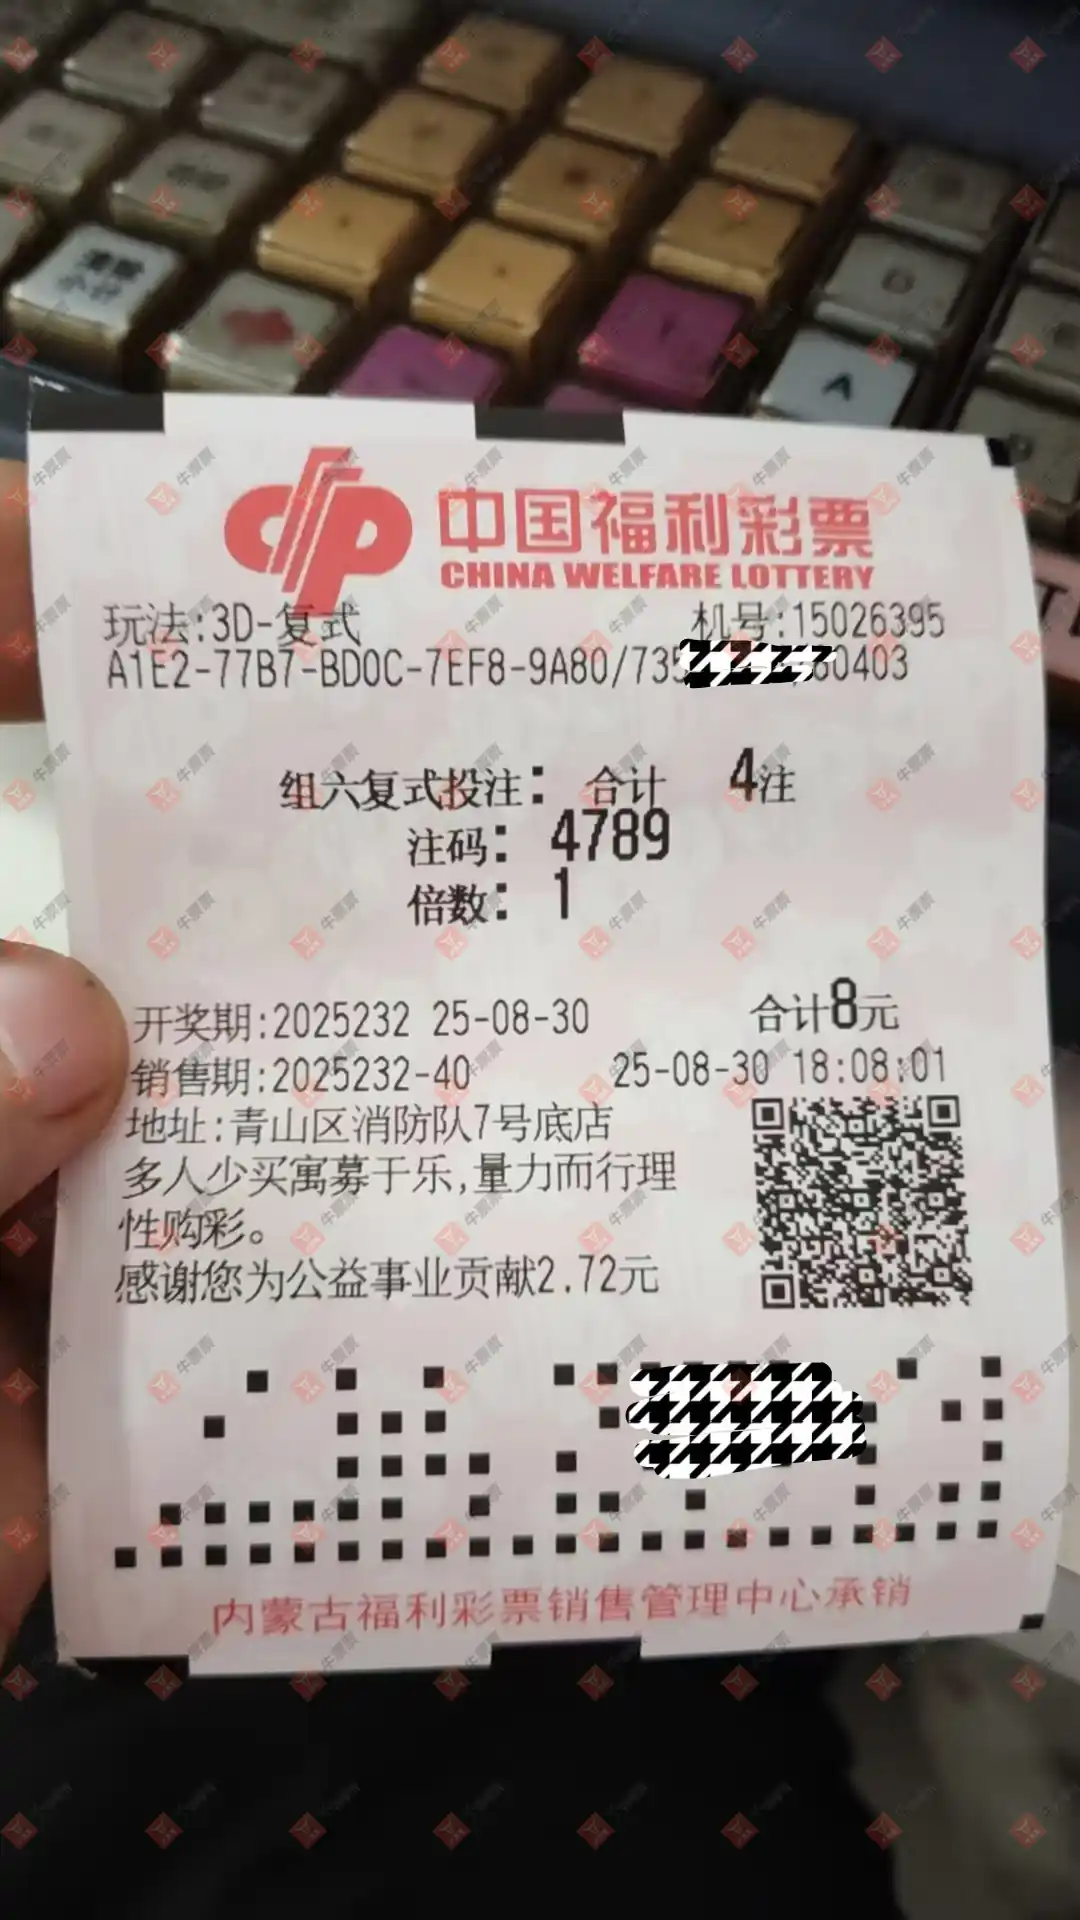 中国福利彩票
CHINA WELFARE LOTTERY
玩法:3D-复式 机号:15026395
A1E2-77B7-BD0C-7EF8-9A80/735 60403
组六复式投注: 合计 4注
注码: 4789
倍数: 1
开奖期:2025232 25-08-30 合计8元
销售期:2025232-40 25-08-30 18:08:01
地址:青山区消防队7号底店
多人少买寓募于乐,量力而行理
性购彩。
感谢您为公益事业贡献2.72元
内蒙古福利彩票销售管理中心承销
A
牛票票